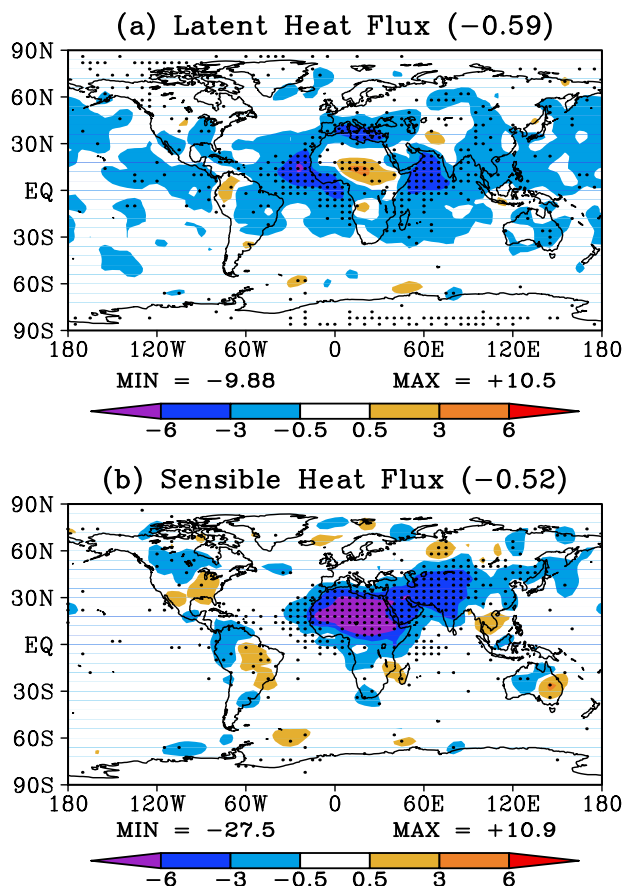 (a) Latent Heat Flux (−0.59)
90N
60N
30N
EQ
30S
60S
90S
180 120W 60W 0 60E 120E 180
MIN = −9.88 MAX = +10.5
−6 −3 −0.5 0.5 3 6
(b) Sensible Heat Flux (−0.52)
90N
60N
30N
EQ
30S
60S
90S
180 120W 60W 0 60E 120E 180
MIN = −27.5 MAX = +10.9
−6 −3 −0.5 0.5 3 6